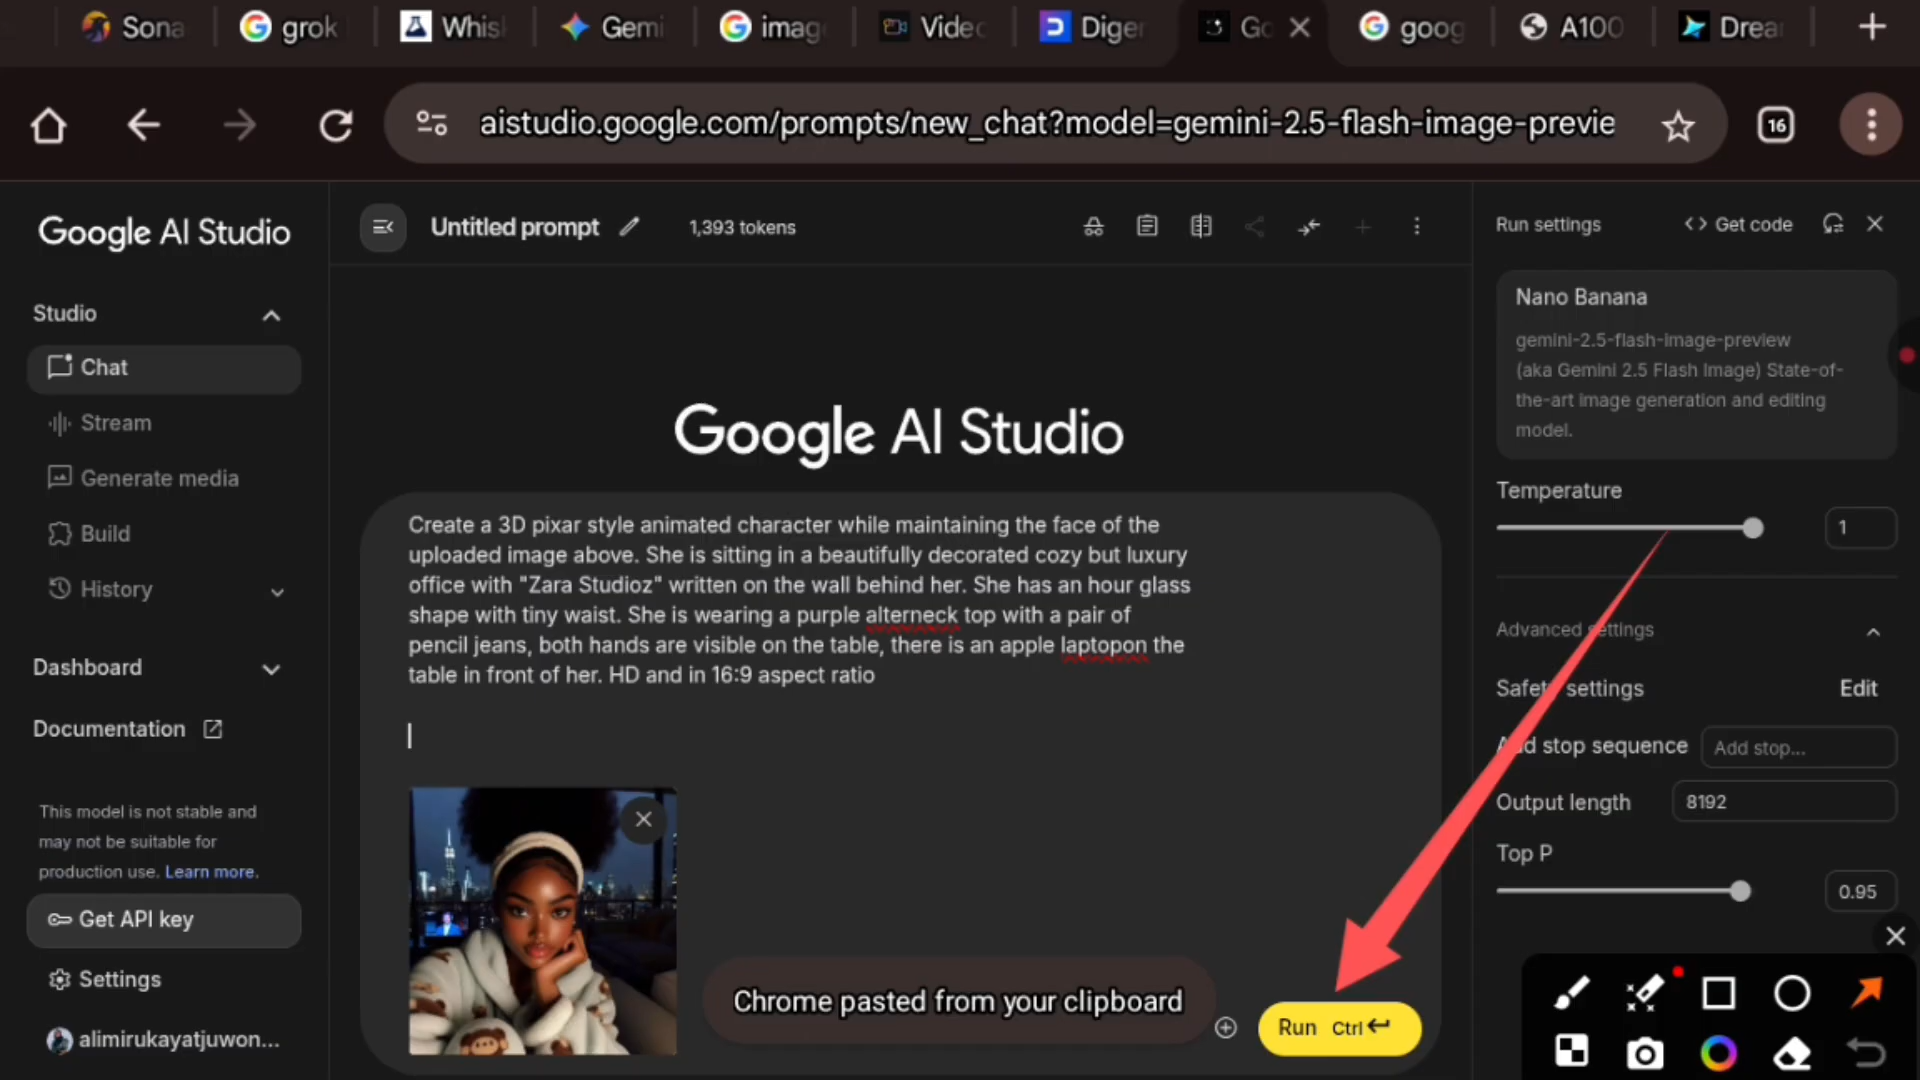 Sona
grok
Whis
Gemi
imag
Vide
Diger
Go
goog
A100
Drea
aistudio.google.com/prompts/new_chat?model=gemini-2.5-flash-image-previe
16
Google AI Studio
Studio
Chat
Stream
Generate media
Build
History
Dashboard
Documentation
This model is not stable and
may not be suitable for
production use. Learn more.
Get API key
Settings
alimirukayatjuwon...
Untitled prompt
1,393 tokens
Google AI Studio
Create a 3D pixar style animated character while maintaining the face of the
uploaded image above. She is sitting in a beautifully decorated cozy but luxury
office with "Zara Studioz" written on the wall behind her. She has an hour glass
shape with tiny waist. She is wearing a purple alterneck top with a pair of
pencil jeans, both hands are visible on the table, there is an apple laptopon the
table in front of her. HD and in 16:9 aspect ratio
Chrome pasted from your clipboard
Run Ctrl
Run settings
Get code
Nano Banana
gemini-2.5-flash-image-preview
(aka Gemini 2.5 Flash Image) State-of-
the-art image generation and editing
model.
Temperature
1
Advanced settings
Safety settings
Edit
Add stop sequence
Add stop...
Output length
8192
Top P
0.95